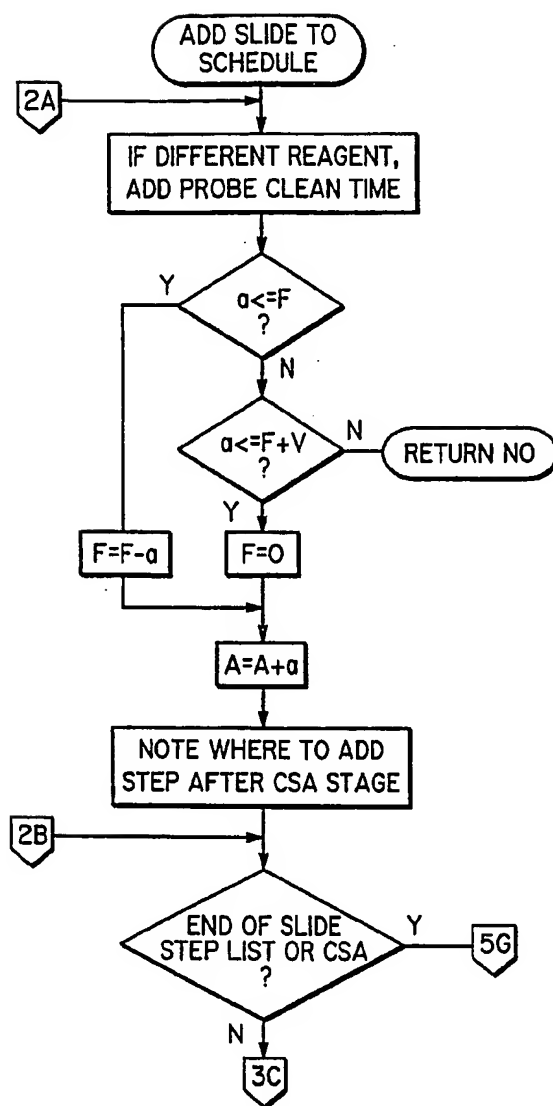 ADD SLIDE TO
SCHEDULE
2A
IF DIFFERENT REAGENT,
ADD PROBE CLEAN TIME
Y
a<=F
?
N
a<=F+V
?
N
RETURN NO
Y
F=F-a
F=0
A=A+a
NOTE WHERE TO ADD
STEP AFTER CSA STAGE
2B
END OF SLIDE
STEP LIST OR CSA
?
Y
5G
N
3C